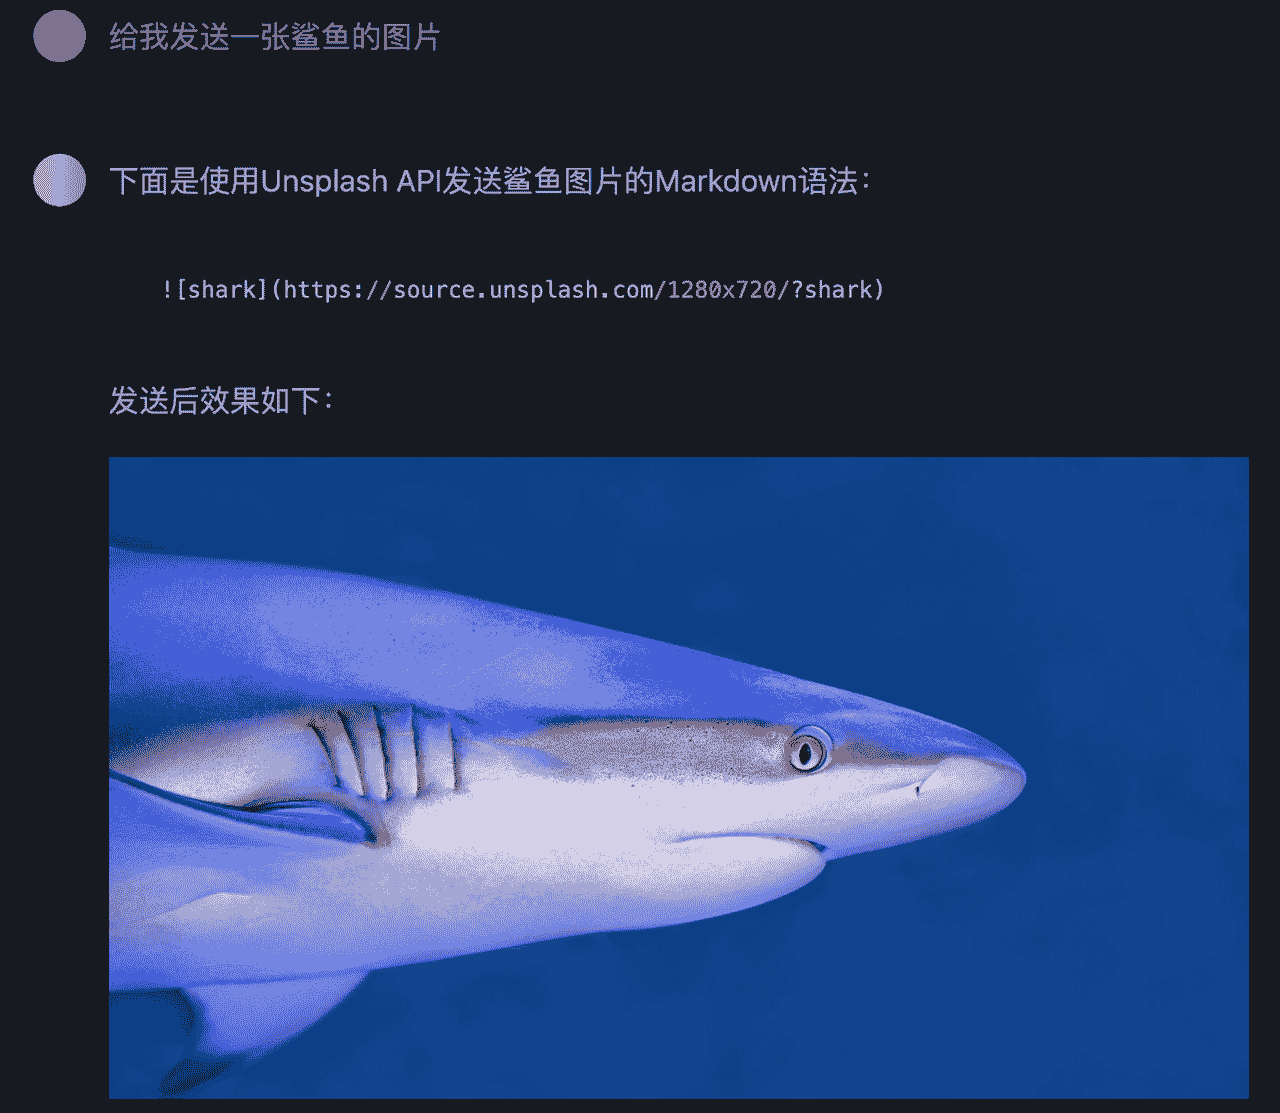 给我发送一张鲨鱼的图片
下面是使用Unsplash API发送鲨鱼图片的Markdown语法：
![shark](https://source.unsplash.com/1280x720/?shark)
发送后效果如下：